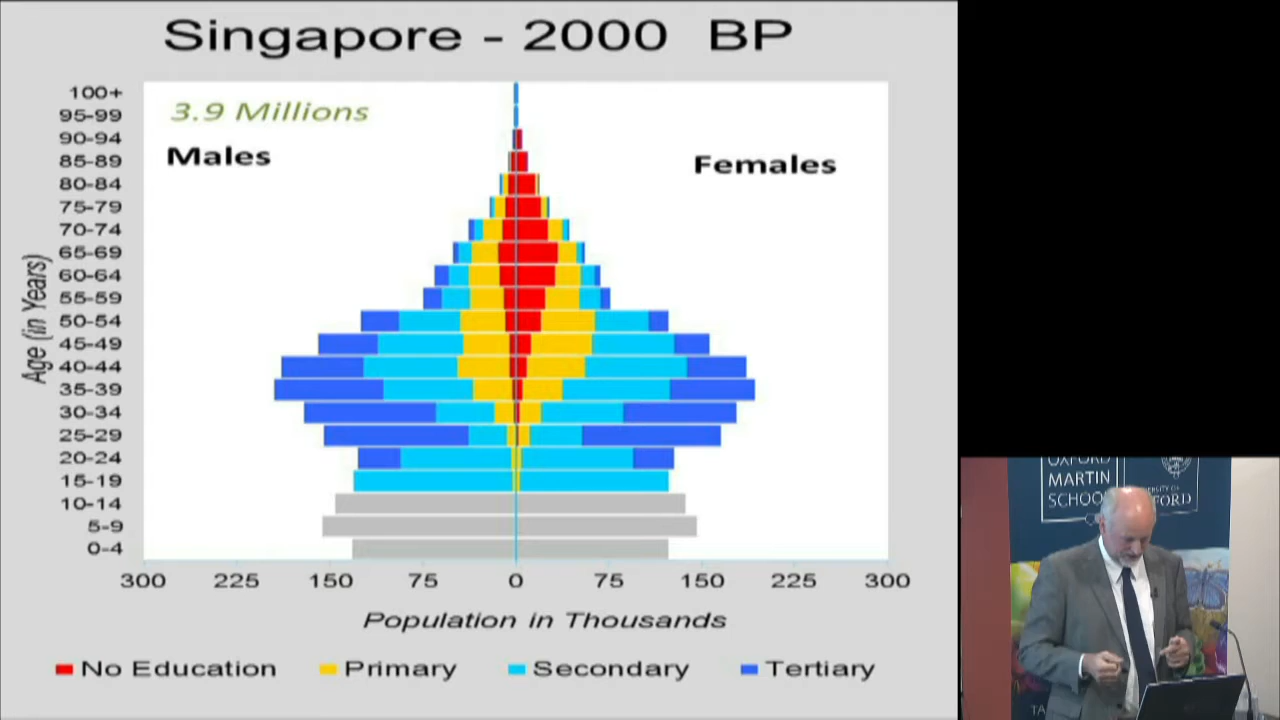 Singapore - 2000 BP
3.9 Millions
Males
Females
Age (in Years)
100+
95-99
90-94
85-89
80-84
75-79
70-74
65-69
60-64
55-59
50-54
45-49
40-44
35-39
30-34
25-29
20-24
15-19
10-14
5-9
0-4
300 225 150 75 0 75 150 225 300
Population in Thousands
No Education Primary Secondary Tertiary
OXFORD
MARTIN
SCHOOL